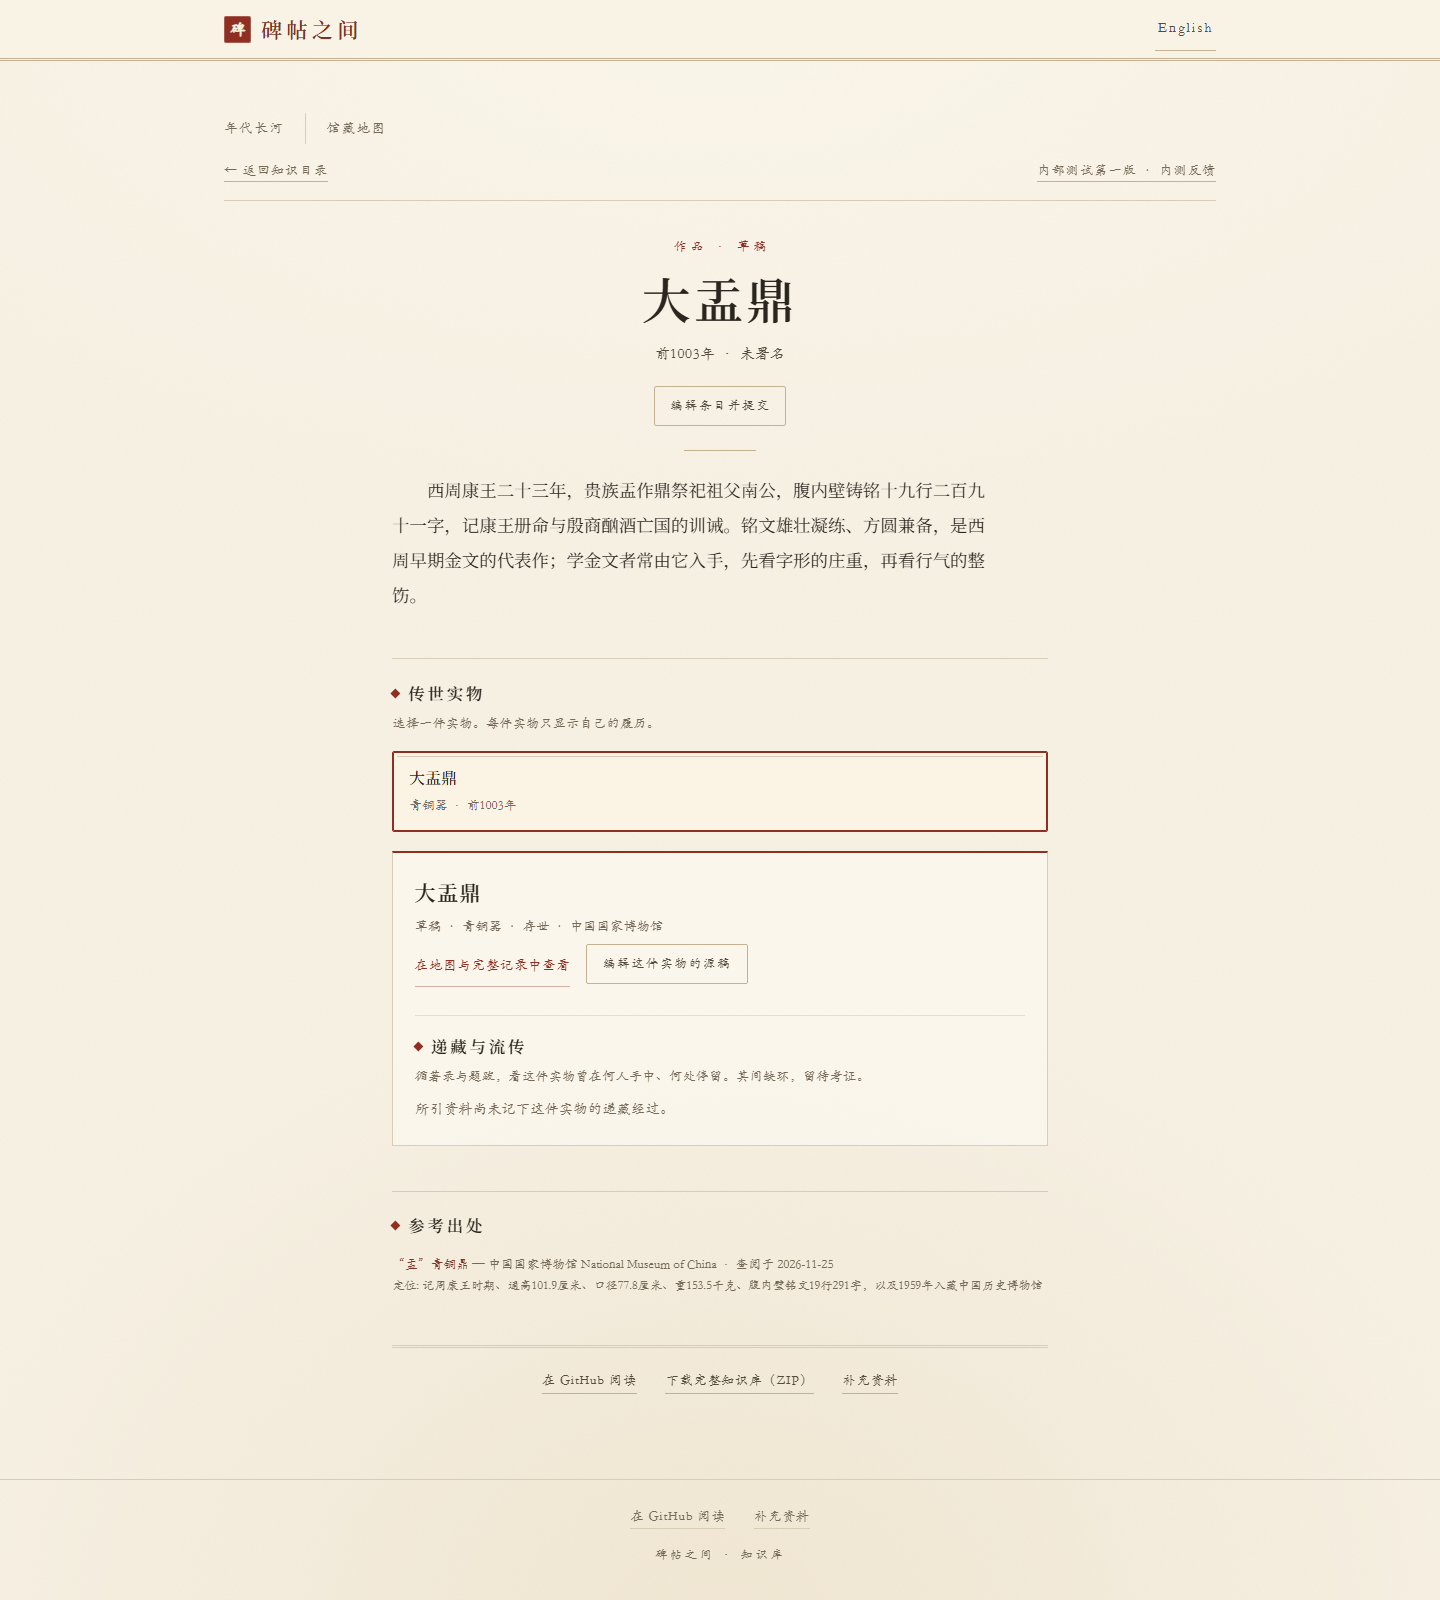 碑 碑帖之间
English
年代长河
馆藏地图
← 返回知识目录
内部测试第一版 · 内测反馈
作品 · 草稿
大盂鼎
前1003年 · 未署名
编辑条目并提交
西周康王二十三年，贵族盂作鼎祭祀祖父南公，腹内壁铸铭十九行二百九
十一字，记康王册命与殷商酗酒亡国的训诫。铭文雄壮凝练、方圆兼备，是西
周早期金文的代表作；学金文者常由它入手，先看字形的庄重，再看行气的整
饬。
传世实物
选择一件实物。每件实物只显示自己的履历。
大盂鼎
青铜器 · 前1003年
大盂鼎
草稿 · 青铜器 · 存世 · 中国国家博物馆
在地图与完整记录中查看
编辑这件实物的源稿
递藏与流传
循著录与题跋，看这件实物曾在何人手中、何处停留。其间缺环，留待考证。
所引资料尚未记下这件实物的递藏经过。
参考出处
“盂”青铜鼎 — 中国国家博物馆 National Museum of China · 查阅于 2026-11-25
定位: 记周康王时期、通高101.9厘米、口径77.8厘米、重153.5千克、腹内壁铭文19行291字，以及1959年入藏中国历史博物馆
在 GitHub 阅读
下载完整知识库（ZIP）
补充资料
在 GitHub 阅读
补充资料
碑帖之间 · 知识库